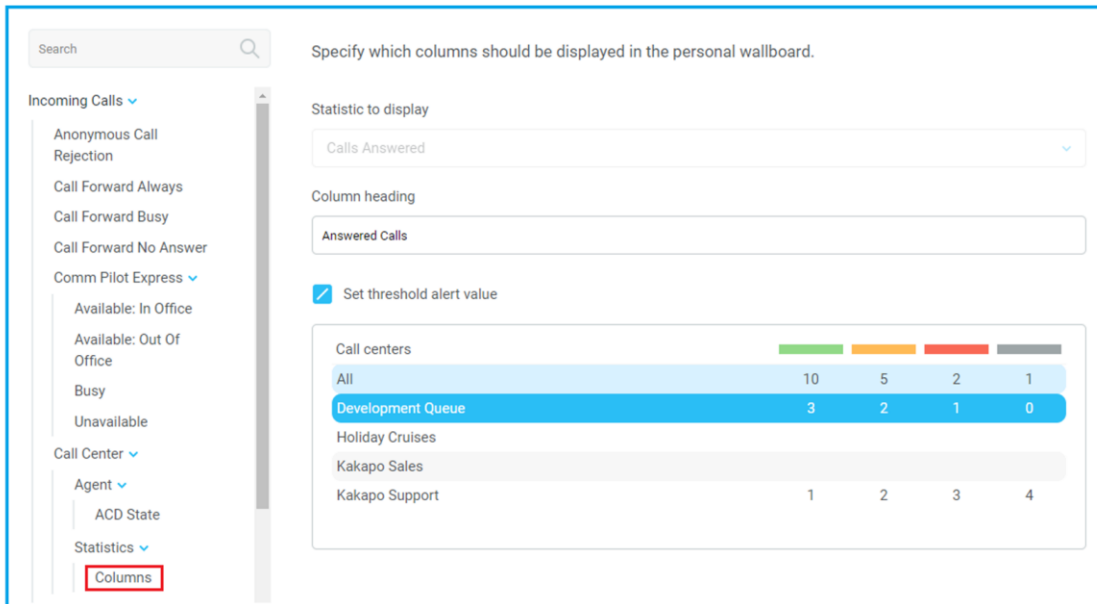 Search
Incoming Calls
Anonymous Call
Rejection
Call Forward Always
Call Forward Busy
Call Forward No Answer
Comm Pilot Express
Available: In Office
Available: Out Of
Office
Busy
Unavailable
Call Center
Agent
ACD State
Statistics
Columns
Specify which columns should be displayed in the personal wallboard.
Statistic to display
Calls Answered
Column heading
Answered Calls
Set threshold alert value
Call centers
All 10 5 2 1
Development Queue 3 2 1 0
Holiday Cruises
Kakapo Sales
Kakapo Support 1 2 3 4